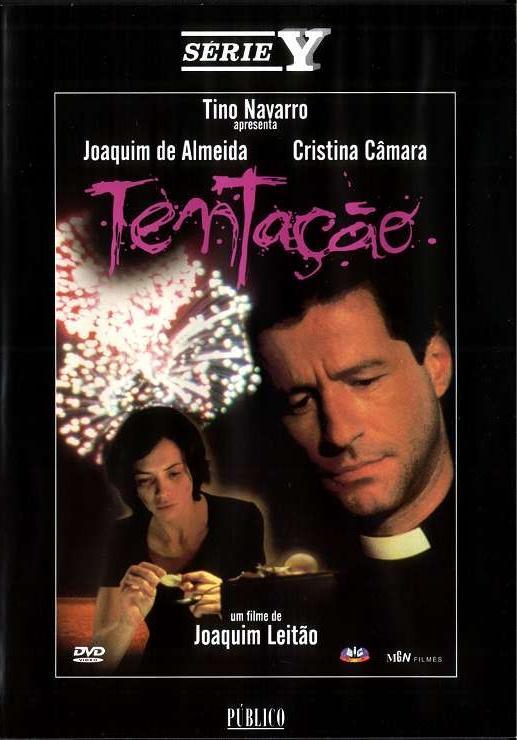 SÉRIE Y
Tino Navarro
apresenta
Joaquim de Almeida Cristina Câmara
Tentação.
um filme de
Joaquim Leitão
DVD
VIDEO
SIC
MGN FILMES
PÚBLICO